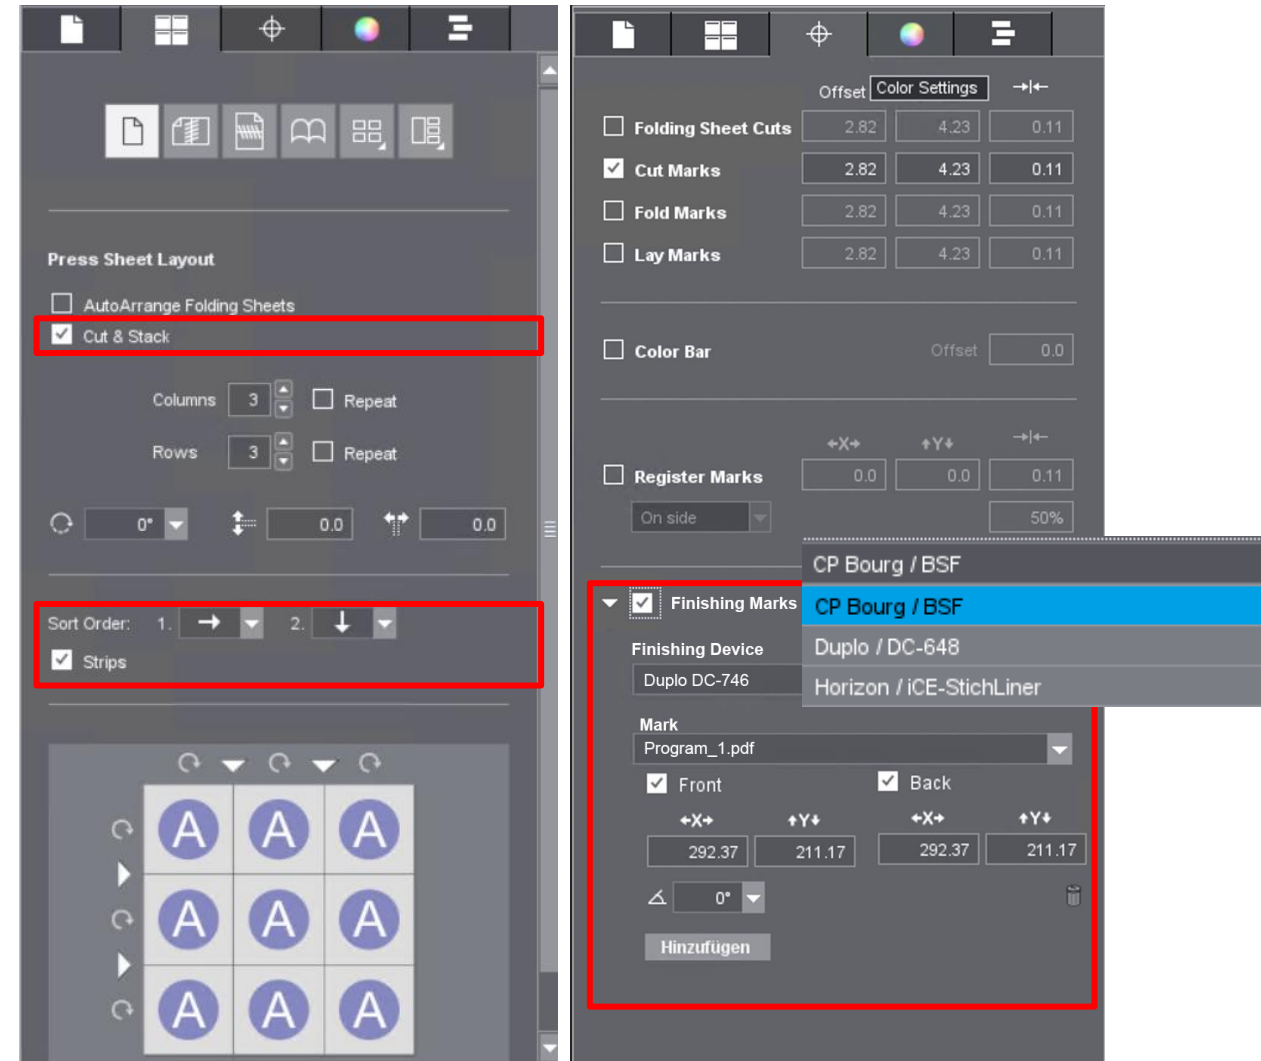 Press Sheet Layout
AutoArrange Folding Sheets
Cut & Stack
Columns 3 Repeat
Rows 3 Repeat
0° 0.0 0.0
Sort Order: 1. 2.
Strips
A A A
A A A
A A A
Offset Color Settings
Folding Sheet Cuts 2.82 4.23 0.11
Cut Marks 2.82 4.23 0.11
Fold Marks 2.82 4.23 0.11
Lay Marks 2.82 4.23 0.11
Color Bar Offset 0.0
X Y
Register Marks 0.0 0.0 0.11
On side 50%
CP Bourg / BSF
Finishing Marks CP Bourg / BSF
Finishing Device Duplo / DC-648
Duplo DC-746 Horizon / iCE-StichLiner
Mark
Program_1.pdf
Front Back
X Y X Y
292.37 211.17 292.37 211.17
0°
Hinzufügen